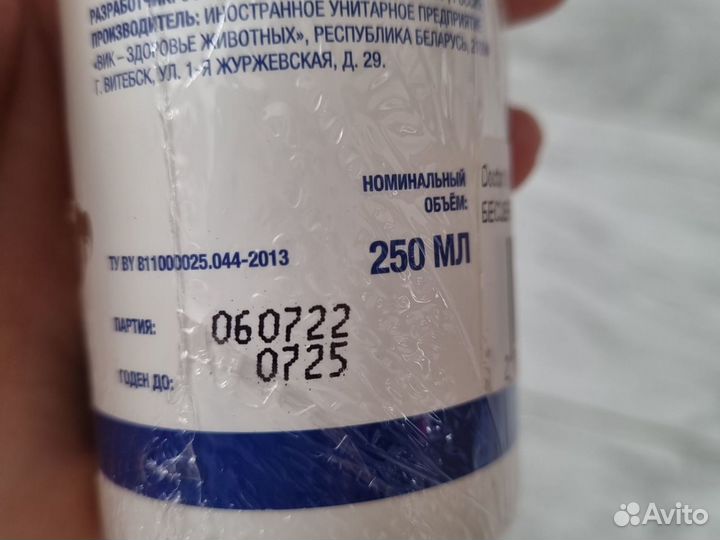 ПРОИЗВОДИТЕЛЬ: ИНОСТРАННОЕ УНИТАРНОЕ ПРЕДПРИЯТИЕ
«ВИК – ЗДОРОВЬЕ ЖИВОТНЫХ», РЕСПУБЛИКА БЕЛАРУСЬ,
Г. ВИТЕБСК, УЛ. 1-Я ЖУРЖЕВСКАЯ, Д. 29.
НОМИНАЛЬНЫЙ
ОБЪЁМ:
250 МЛ
ТУ BY 811000025.044-2013
ПАРТИЯ: 060722
ГОДЕН ДО: 0725
Avito